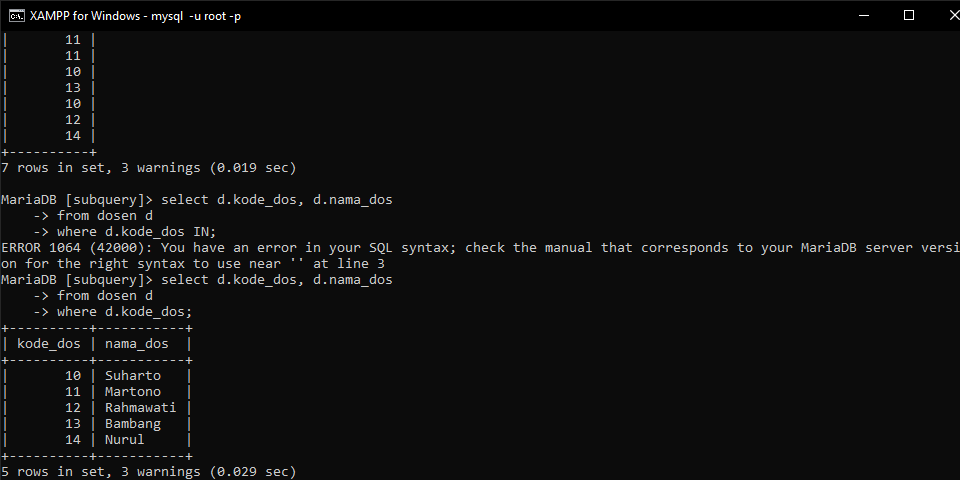 XAMPP for Windows - mysql  -u root -p
|       11 |
|       11 |
|       10 |
|       13 |
|       10 |
|       12 |
|       14 |
+----------+
7 rows in set, 3 warnings (0.019 sec)
MariaDB [subquery]> select d.kode_dos, d.nama_dos
    -> from dosen d
    -> where d.kode_dos IN;
ERROR 1064 (42000): You have an error in your SQL syntax; check the manual that corresponds to your MariaDB server versi
on for the right syntax to use near '' at line 3
MariaDB [subquery]> select d.kode_dos, d.nama_dos
    -> from dosen d
    -> where d.kode_dos;
+----------+-----------+
| kode_dos | nama_dos  |
+----------+-----------+
|       10 | Suharto   |
|       11 | Martono   |
|       12 | Rahmawati |
|       13 | Bambang   |
|       14 | Nurul     |
+----------+-----------+
5 rows in set, 3 warnings (0.029 sec)